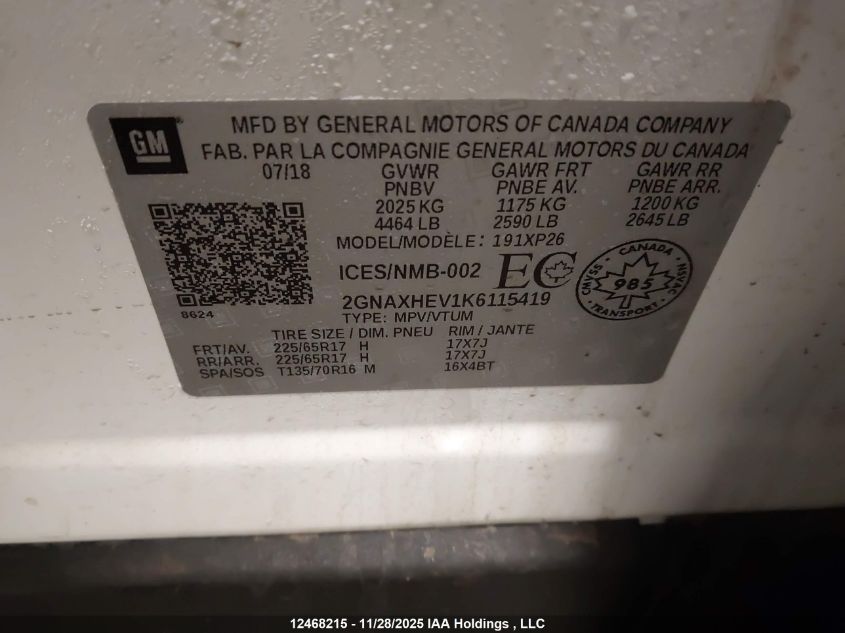 GM
MFD BY GENERAL MOTORS OF CANADA COMPANY
FAB. PAR LA COMPAGNIE GENERAL MOTORS DU CANADA
07/18 GVWR GAWR FRT GAWR RR
PNBV PNBE AV. PNBE ARR.
2025 KG 1175 KG 1200 KG
4464 LB 2590 LB 2645 LB
MODEL/MODÈLE: 191XP26
ICES/NMB-002 EC
2GNAXHEV1K6115419
TYPE: MPV/VTUM
8624
CANADA
CMVSS NSVAC
985
TRANSPORT
TIRE SIZE / DIM. PNEU RIM / JANTE
FRT/AV. 225/65R17 H 17X7J
RR/ARR. 225/65R17 H 17X7J
SPA/SOS T135/70R16 M 16X4BT
12468215 - 11/28/2025 IAA Holdings , LLC